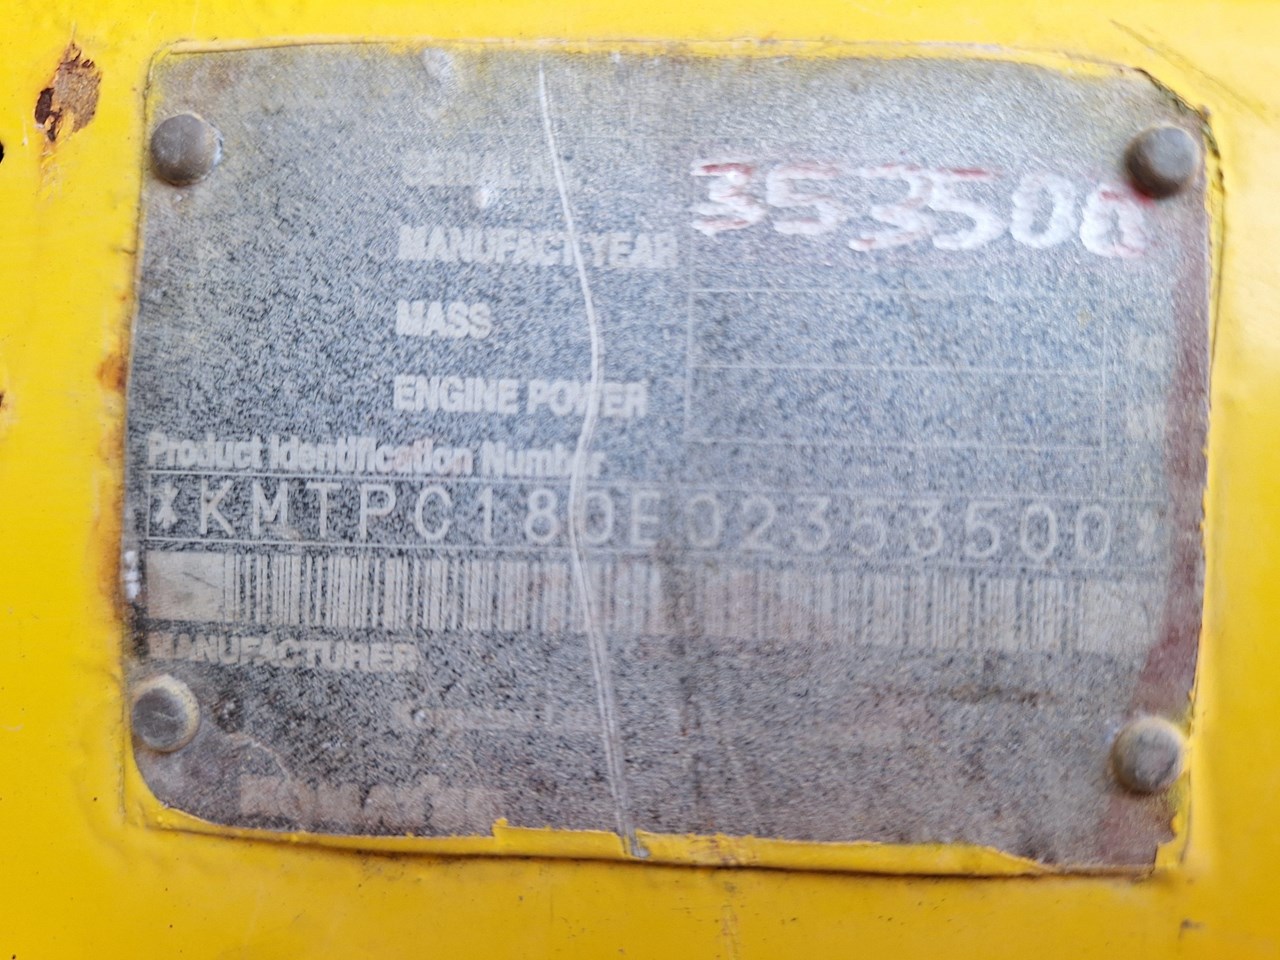 353500
MANUFACT.YEAR
MASS
ENGINE POWER
Product Identification Number
*KMTPC180E02353500*
MANUFACTURER